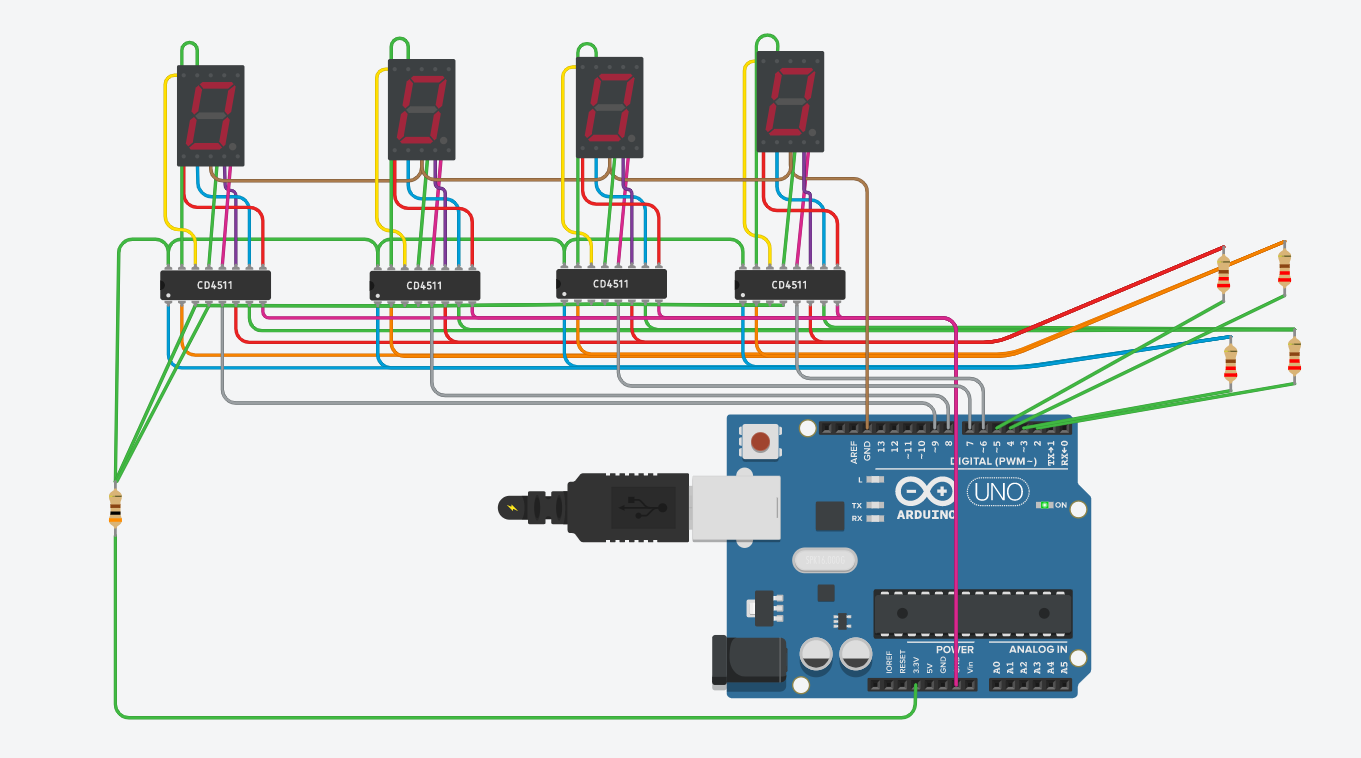 CD4511
CD4511
CD4511
CD4511
AREF
GND
13
12
~11
~10
~9
8
7
~6
~5
4
~3
2
TX→1
RX←0
DIGITAL (PWM~)
L
TX
RX
ARDUINO
UNO
ON
POWER
ANALOG IN
IOREF
RESET
3.3V
5V
GND
Vin
A0
A1
A2
A3
A4
A5